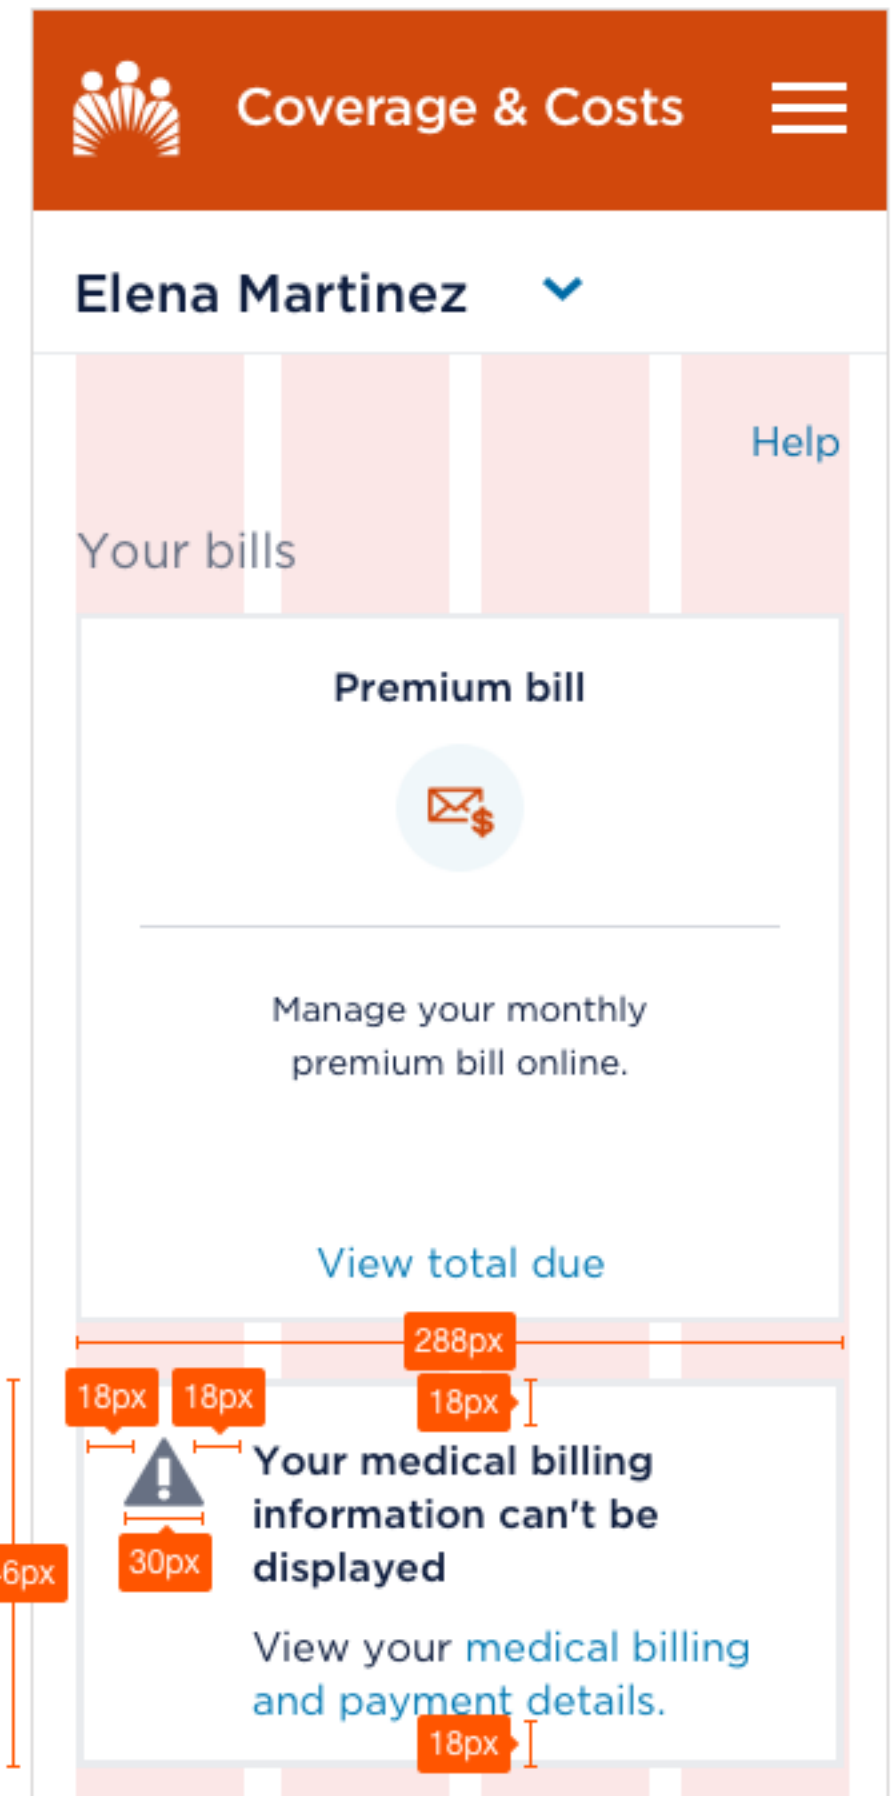 Coverage & Costs
Elena Martinez
Help
Your bills
Premium bill
Manage your monthly
premium bill online.
View total due
288px
18px 18px 18px
Your medical billing
information can't be
displayed
30px
6px
View your medical billing
and payment details.
18px